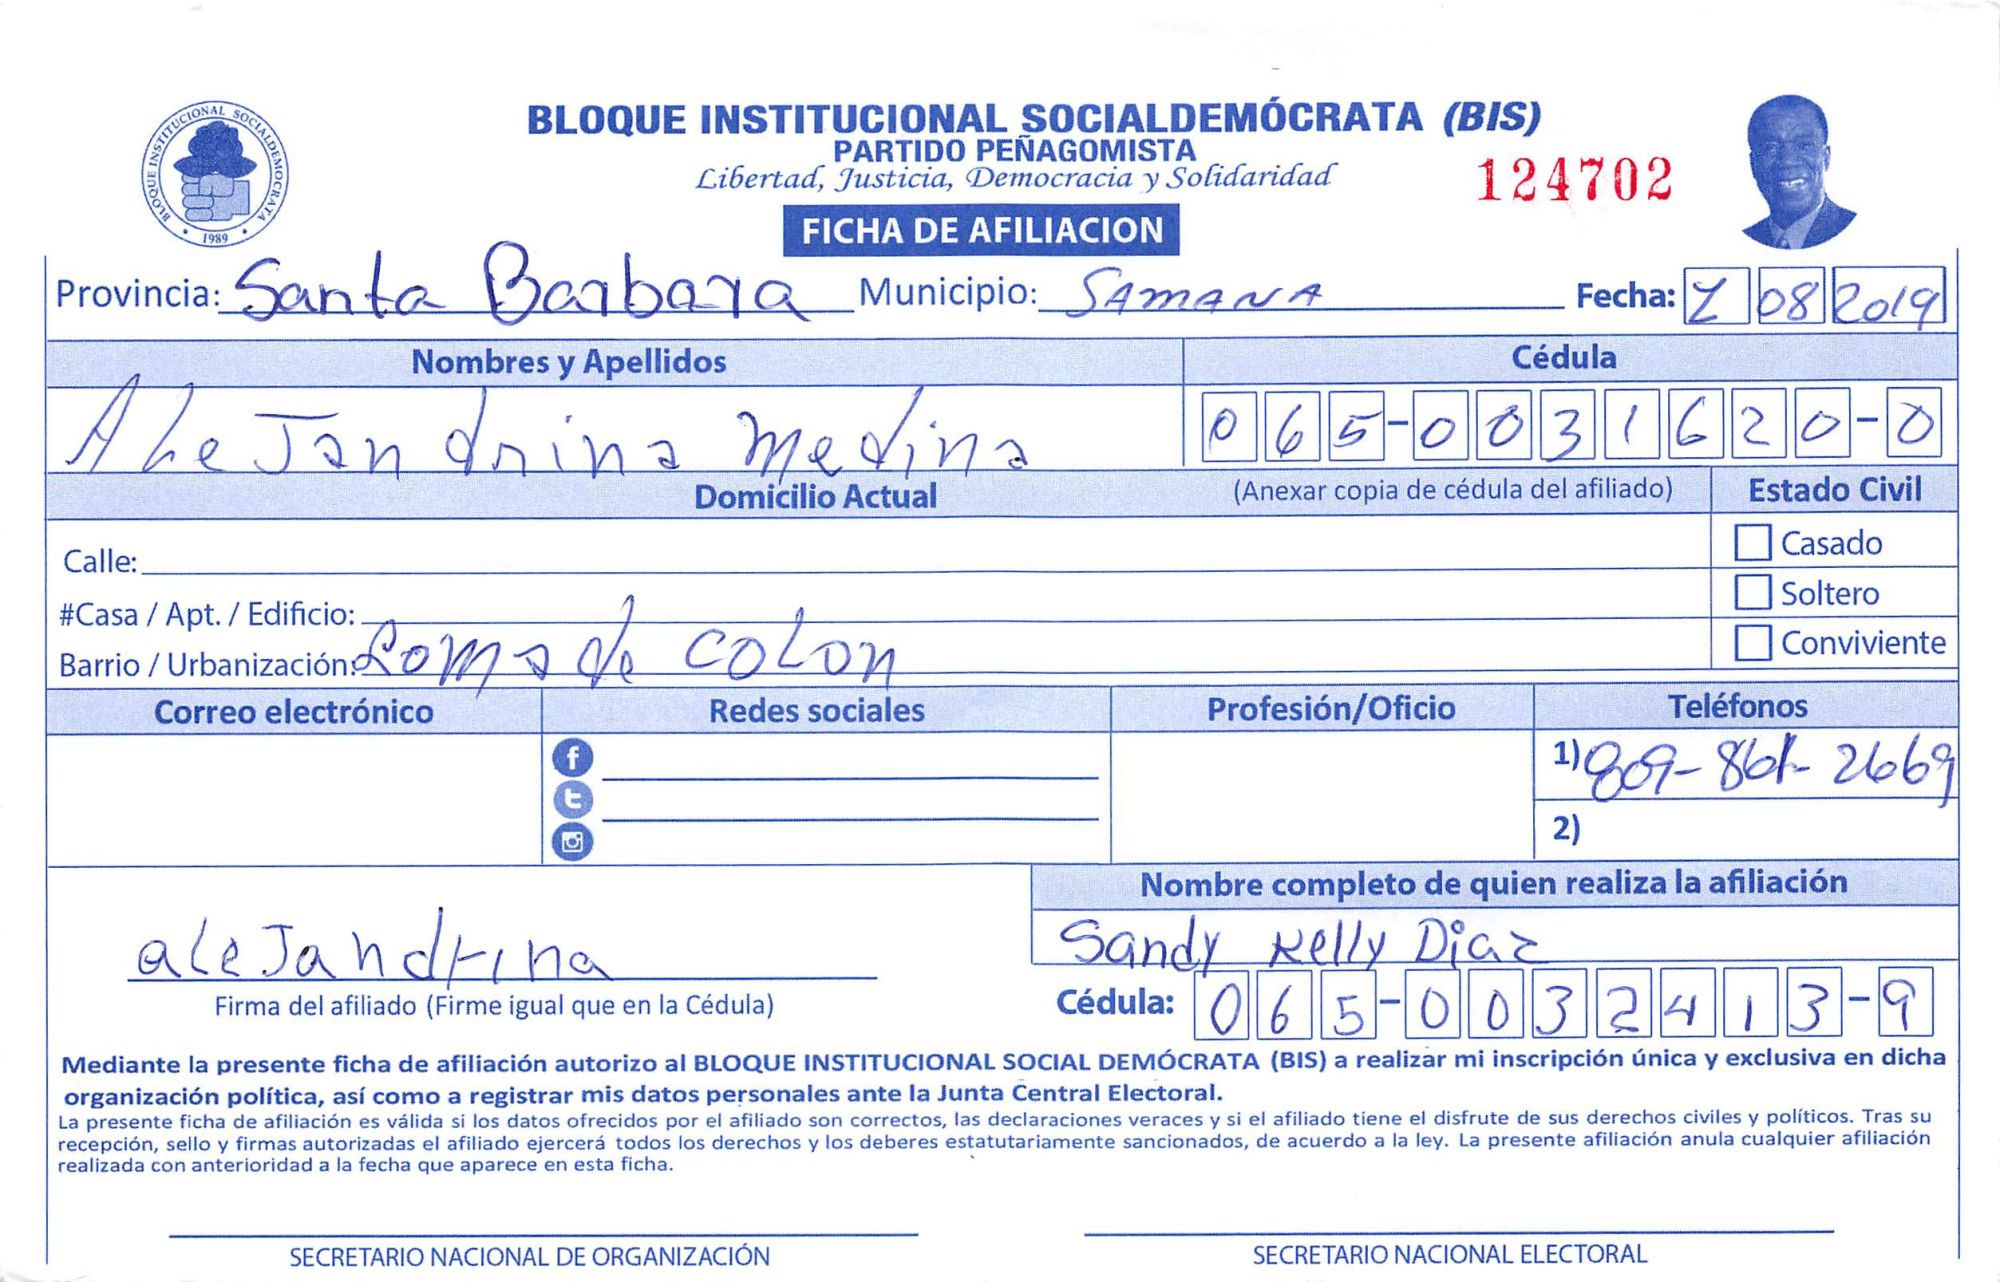 BLOQUE INSTITUCIONAL SOCIALDEMÓCRATA (BIS)
PARTIDO PEÑAGOMISTA
Libertad, Justicia, Democracia y Solidaridad
124702
FICHA DE AFILIACION
BLOQUE INSTITUCIONAL SOCIALDEMOCRATA
1989
Provincia: Santa Barbara Municipio: SAMANA Fecha: 08 2019
Nombres y Apellidos Cédula
ALeJandrina Medina 065-0031620-0
Domicilio Actual (Anexar copia de cédula del afiliado) Estado Civil
Calle: Casado
#Casa / Apt. / Edificio: Soltero
Barrio / Urbanización: Loma de COLon Conviviente
Correo electrónico Redes sociales Profesión/Oficio Teléfonos
1) 809-861-2669
2)
Nombre completo de quien realiza la afiliación
Sandy Kelly Diaz
aLeJandrina
Firma del afiliado (Firme igual que en la Cédula) Cédula: 065-0032413-9
Mediante la presente ficha de afiliación autorizo al BLOQUE INSTITUCIONAL SOCIAL DEMÓCRATA (BIS) a realizar mi inscripción única y exclusiva en dicha
organización política, así como a registrar mis datos personales ante la Junta Central Electoral.
La presente ficha de afiliación es válida si los datos ofrecidos por el afiliado son correctos, las declaraciones veraces y si el afiliado tiene el disfrute de sus derechos civiles y políticos. Tras su
recepción, sello y firmas autorizadas el afiliado ejercerá todos los derechos y los deberes estatutariamente sancionados, de acuerdo a la ley. La presente afiliación anula cualquier afiliación
realizada con anterioridad a la fecha que aparece en esta ficha.
SECRETARIO NACIONAL DE ORGANIZACIÓN SECRETARIO NACIONAL ELECTORAL